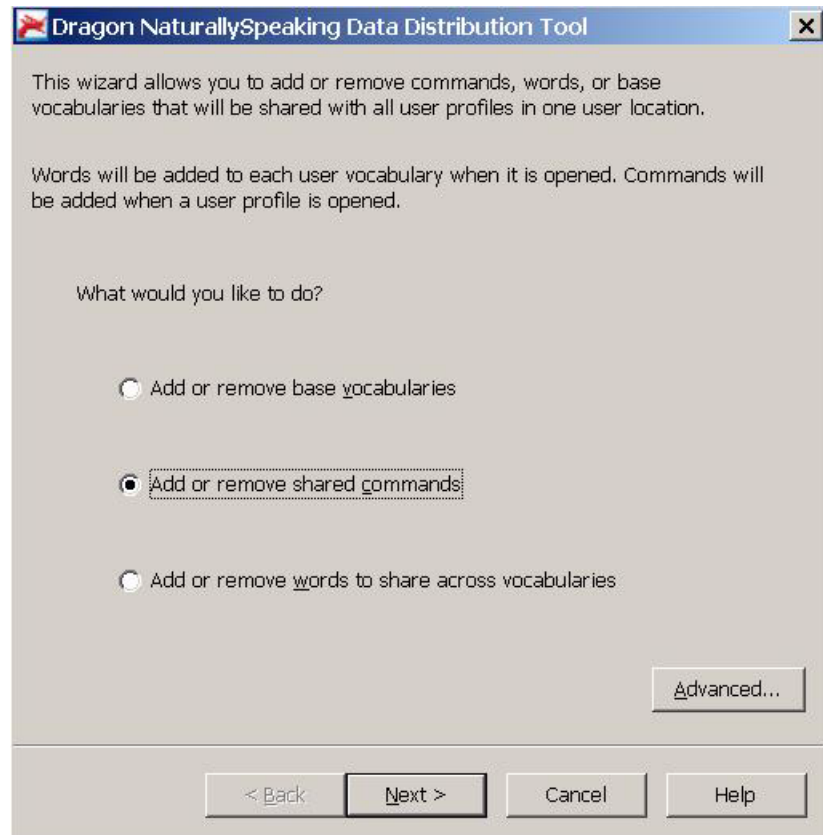 Dragon NaturallySpeaking Data Distribution Tool
This wizard allows you to add or remove commands, words, or base
vocabularies that will be shared with all user profiles in one user location.
Words will be added to each user vocabulary when it is opened. Commands will
be added when a user profile is opened.
What would you like to do?
Add or remove base vocabularies
Add or remove shared commands
Add or remove words to share across vocabularies
Advanced...
< Back Next > Cancel Help